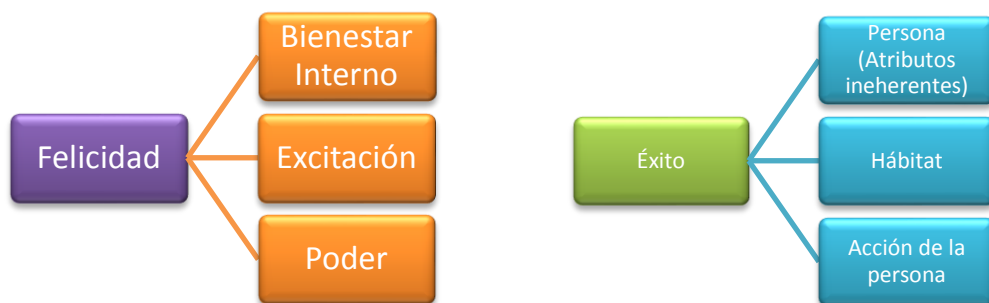 Felicidad
Bienestar
Interno
Excitación
Poder
Éxito
Persona
(Atributos
ineherentes)
Hábitat
Acción de la
persona